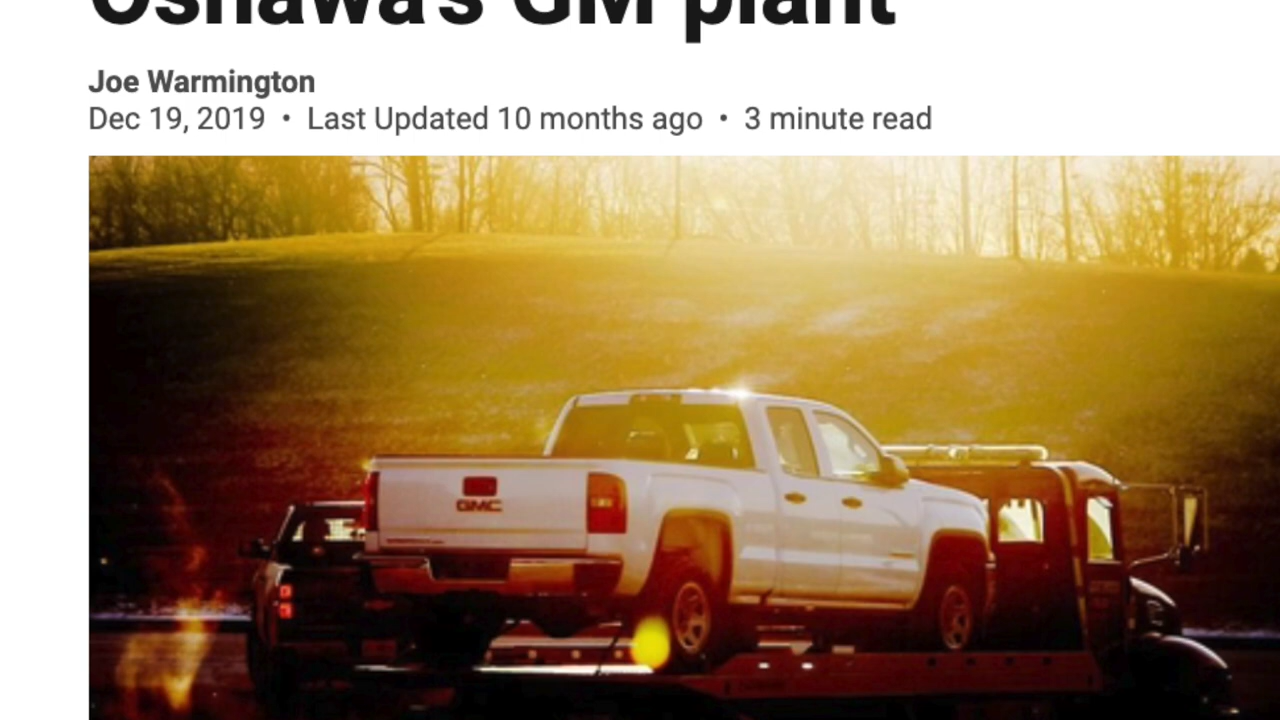 Oshawa's GM plant
Joe Warmington
Dec 19, 2019 • Last Updated 10 months ago • 3 minute read
GMC